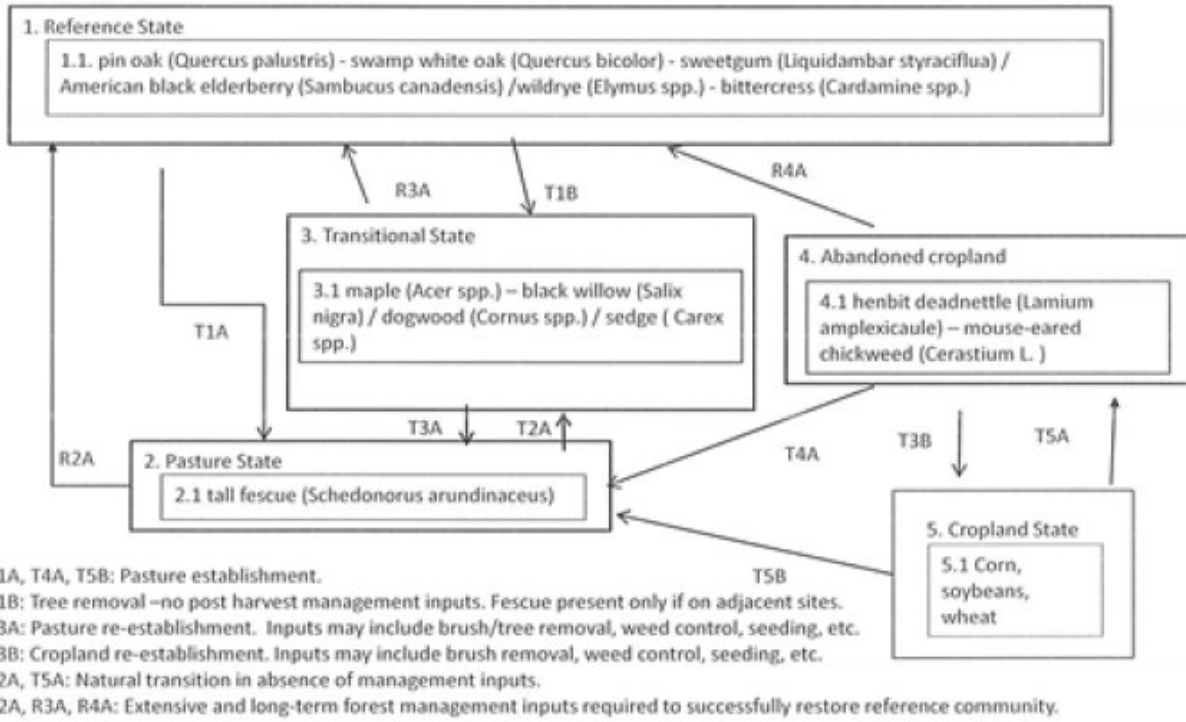 1. Reference State
1.1. pin oak (Quercus palustris) - swamp white oak (Quercus bicolor) - sweetgum (Liquidambar styraciflua) /
American black elderberry (Sambucus canadensis) /wildrye (Elymus spp.) - bittercress (Cardamine spp.)
R3A
T1B
R4A
3. Transitional State
3.1 maple (Acer spp.) – black willow (Salix
nigra) / dogwood (Cornus spp.) / sedge ( Carex
spp.)
4. Abandoned cropland
4.1 henbit deadnettle (Lamium
amplexicaule) – mouse-eared
chickweed (Cerastium L. )
T1A
T3A
T2A
T4A
T3B
T5A
R2A
2. Pasture State
2.1 tall fescue (Schedonorus arundinaceus)
5. Cropland State
5.1 Corn,
soybeans,
wheat
T5B
1A, T4A, T5B: Pasture establishment.
1B: Tree removal –no post harvest management inputs. Fescue present only if on adjacent sites.
3A: Pasture re-establishment. Inputs may include brush/tree removal, weed control, seeding, etc.
3B: Cropland re-establishment. Inputs may include brush removal, weed control, seeding, etc.
2A, T5A: Natural transition in absence of management inputs.
2A, R3A, R4A: Extensive and long-term forest management inputs required to successfully restore reference community.